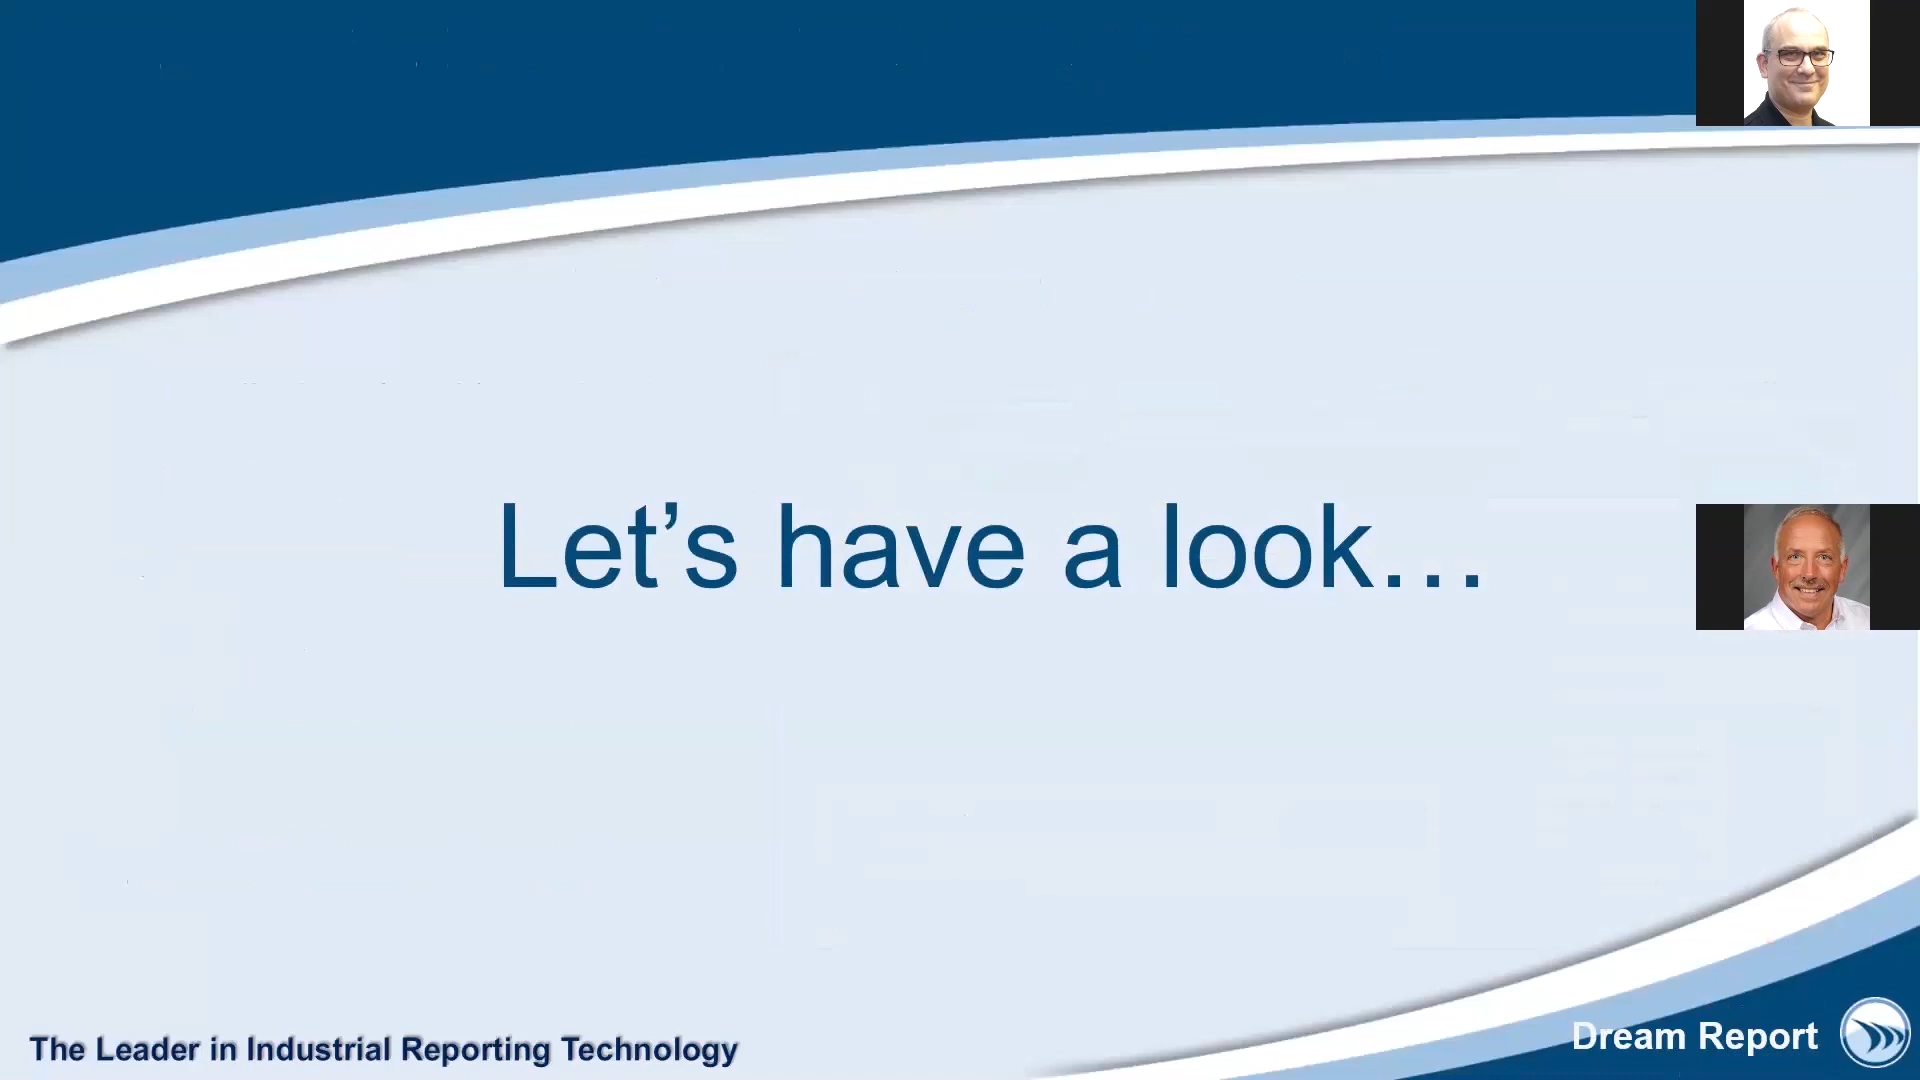 Let’s have a look…
The Leader in Industrial Reporting Technology
Dream Report